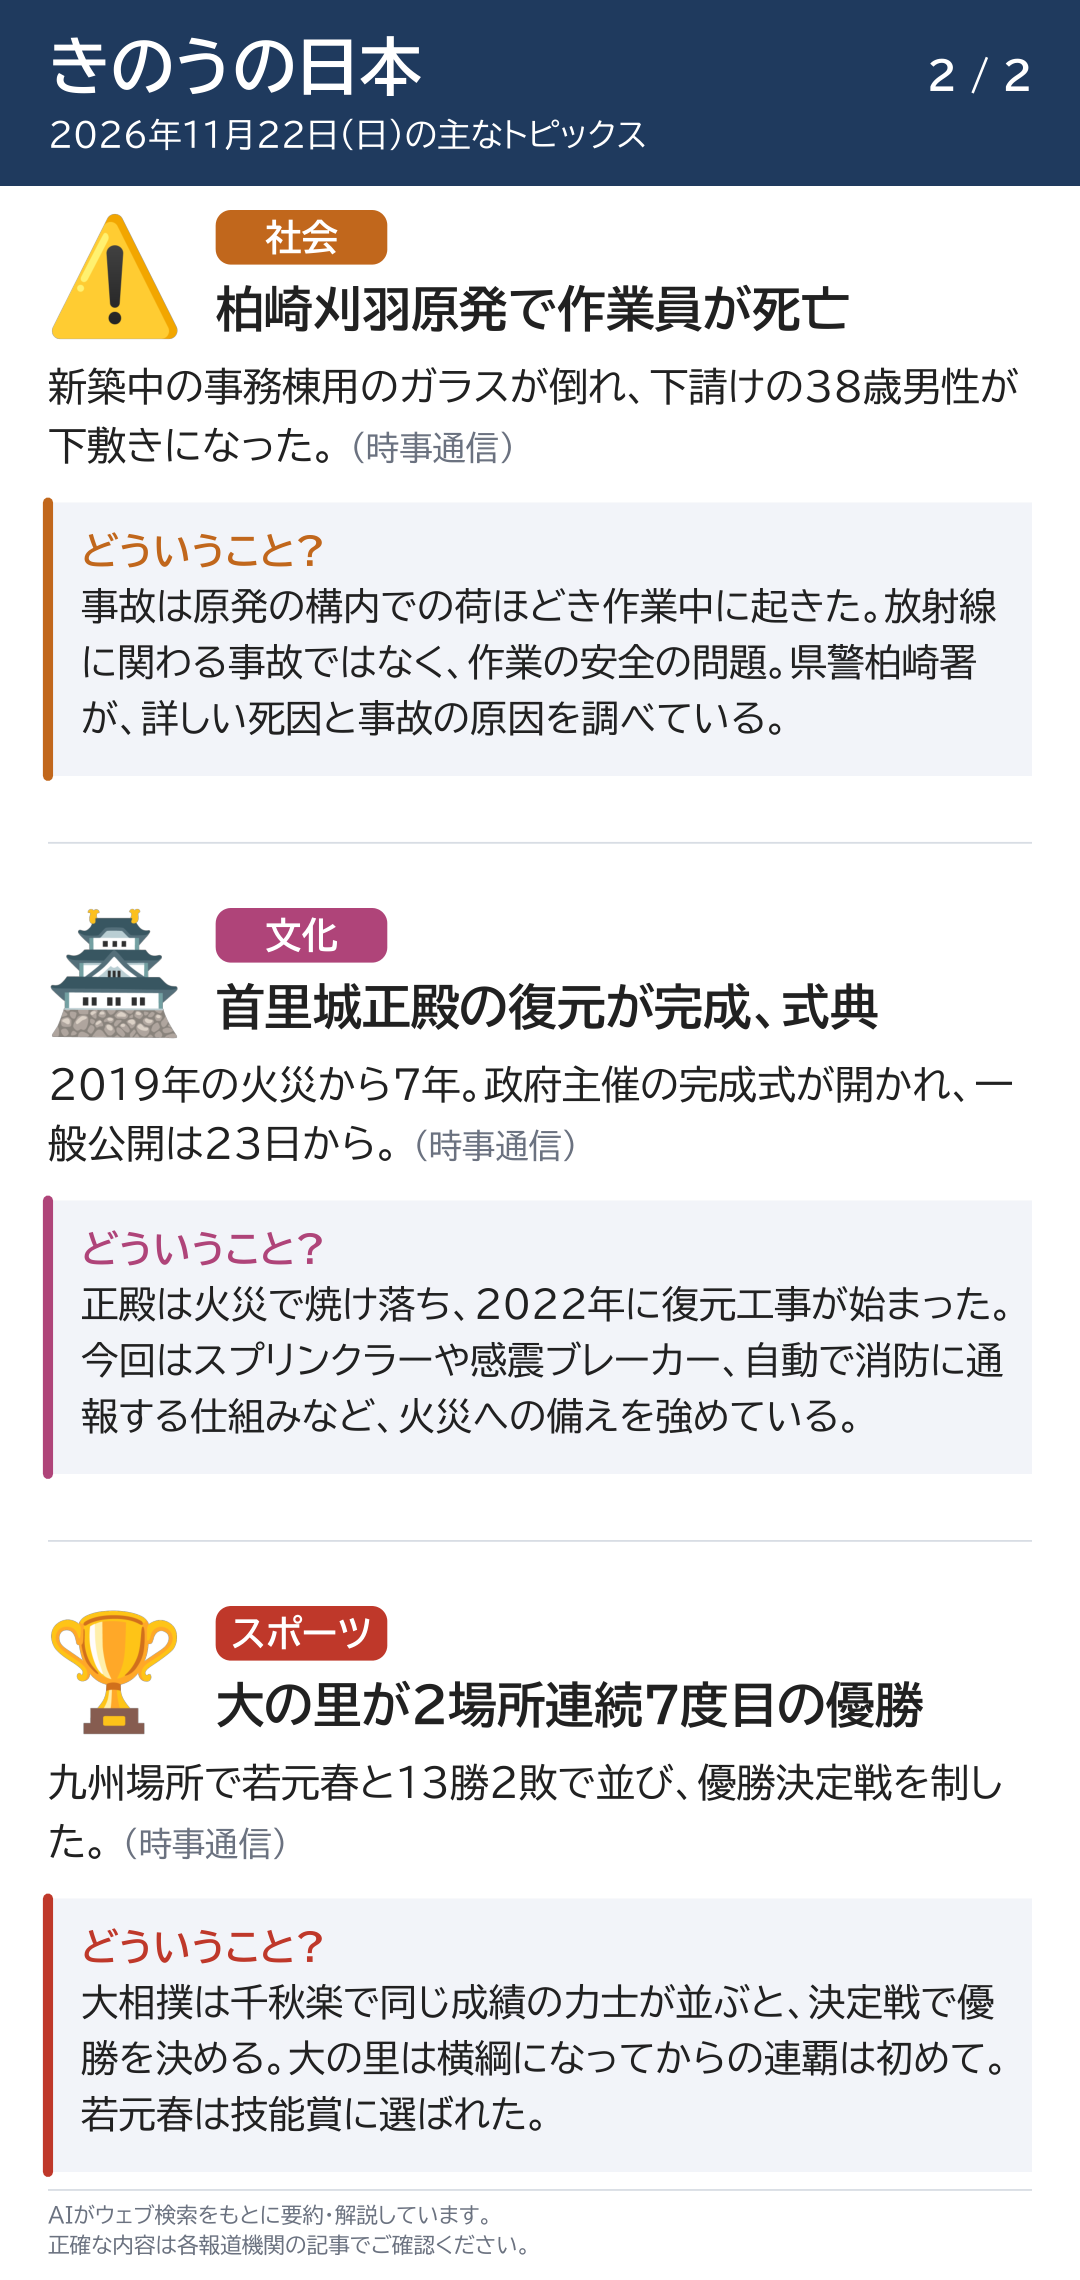 きのうの日本
2 / 2
2026年11月22日(日)の主なトピックス
社会
柏崎刈羽原発で作業員が死亡
新築中の事務棟用のガラスが倒れ、下請けの38歳男性が
下敷きになった。（時事通信）
どういうこと?
事故は原発の構内での荷ほどき作業中に起きた。放射線
に関わる事故ではなく、作業の安全の問題。県警柏崎署
が、詳しい死因と事故の原因を調べている。
文化
首里城正殿の復元が完成、式典
2019年の火災から7年。政府主催の完成式が開かれ、一
般公開は23日から。（時事通信）
どういうこと?
正殿は火災で焼け落ち、2022年に復元工事が始まった。
今回はスプリンクラーや感震ブレーカー、自動で消防に通
報する仕組みなど、火災への備えを強めている。
スポーツ
大の里が2場所連続7度目の優勝
九州場所で若元春と13勝2敗で並び、優勝決定戦を制し
た。（時事通信）
どういうこと?
大相撲は千秋楽で同じ成績の力士が並ぶと、決定戦で優
勝を決める。大の里は横綱になってからの連覇は初めて。
若元春は技能賞に選ばれた。
AIがウェブ検索をもとに要約・解説しています。
正確な内容は各報道機関の記事でご確認ください。